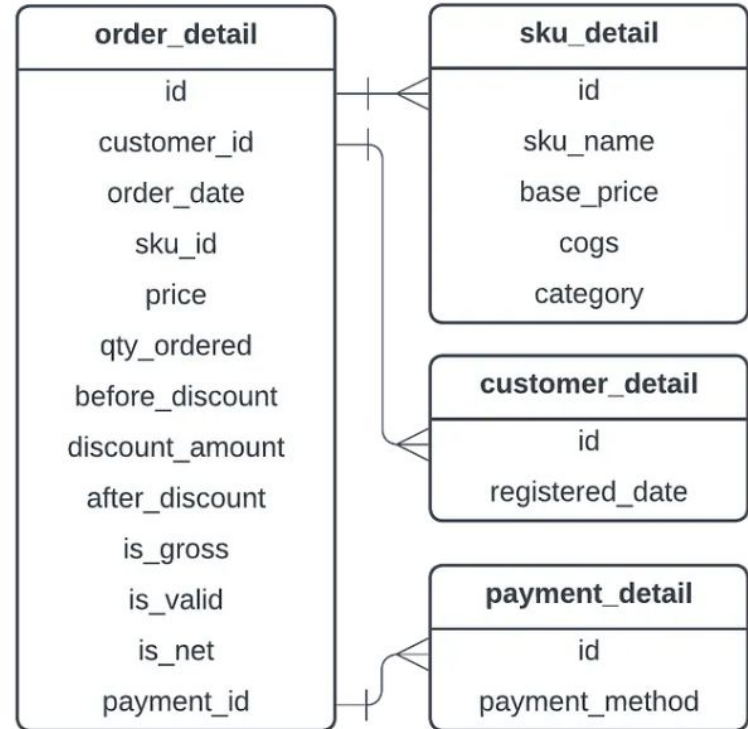 order_detail
id
customer_id
order_date
sku_id
price
qty_ordered
before_discount
discount_amount
after_discount
is_gross
is_valid
is_net
payment_id
sku_detail
id
sku_name
base_price
cogs
category
customer_detail
id
registered_date
payment_detail
id
payment_method